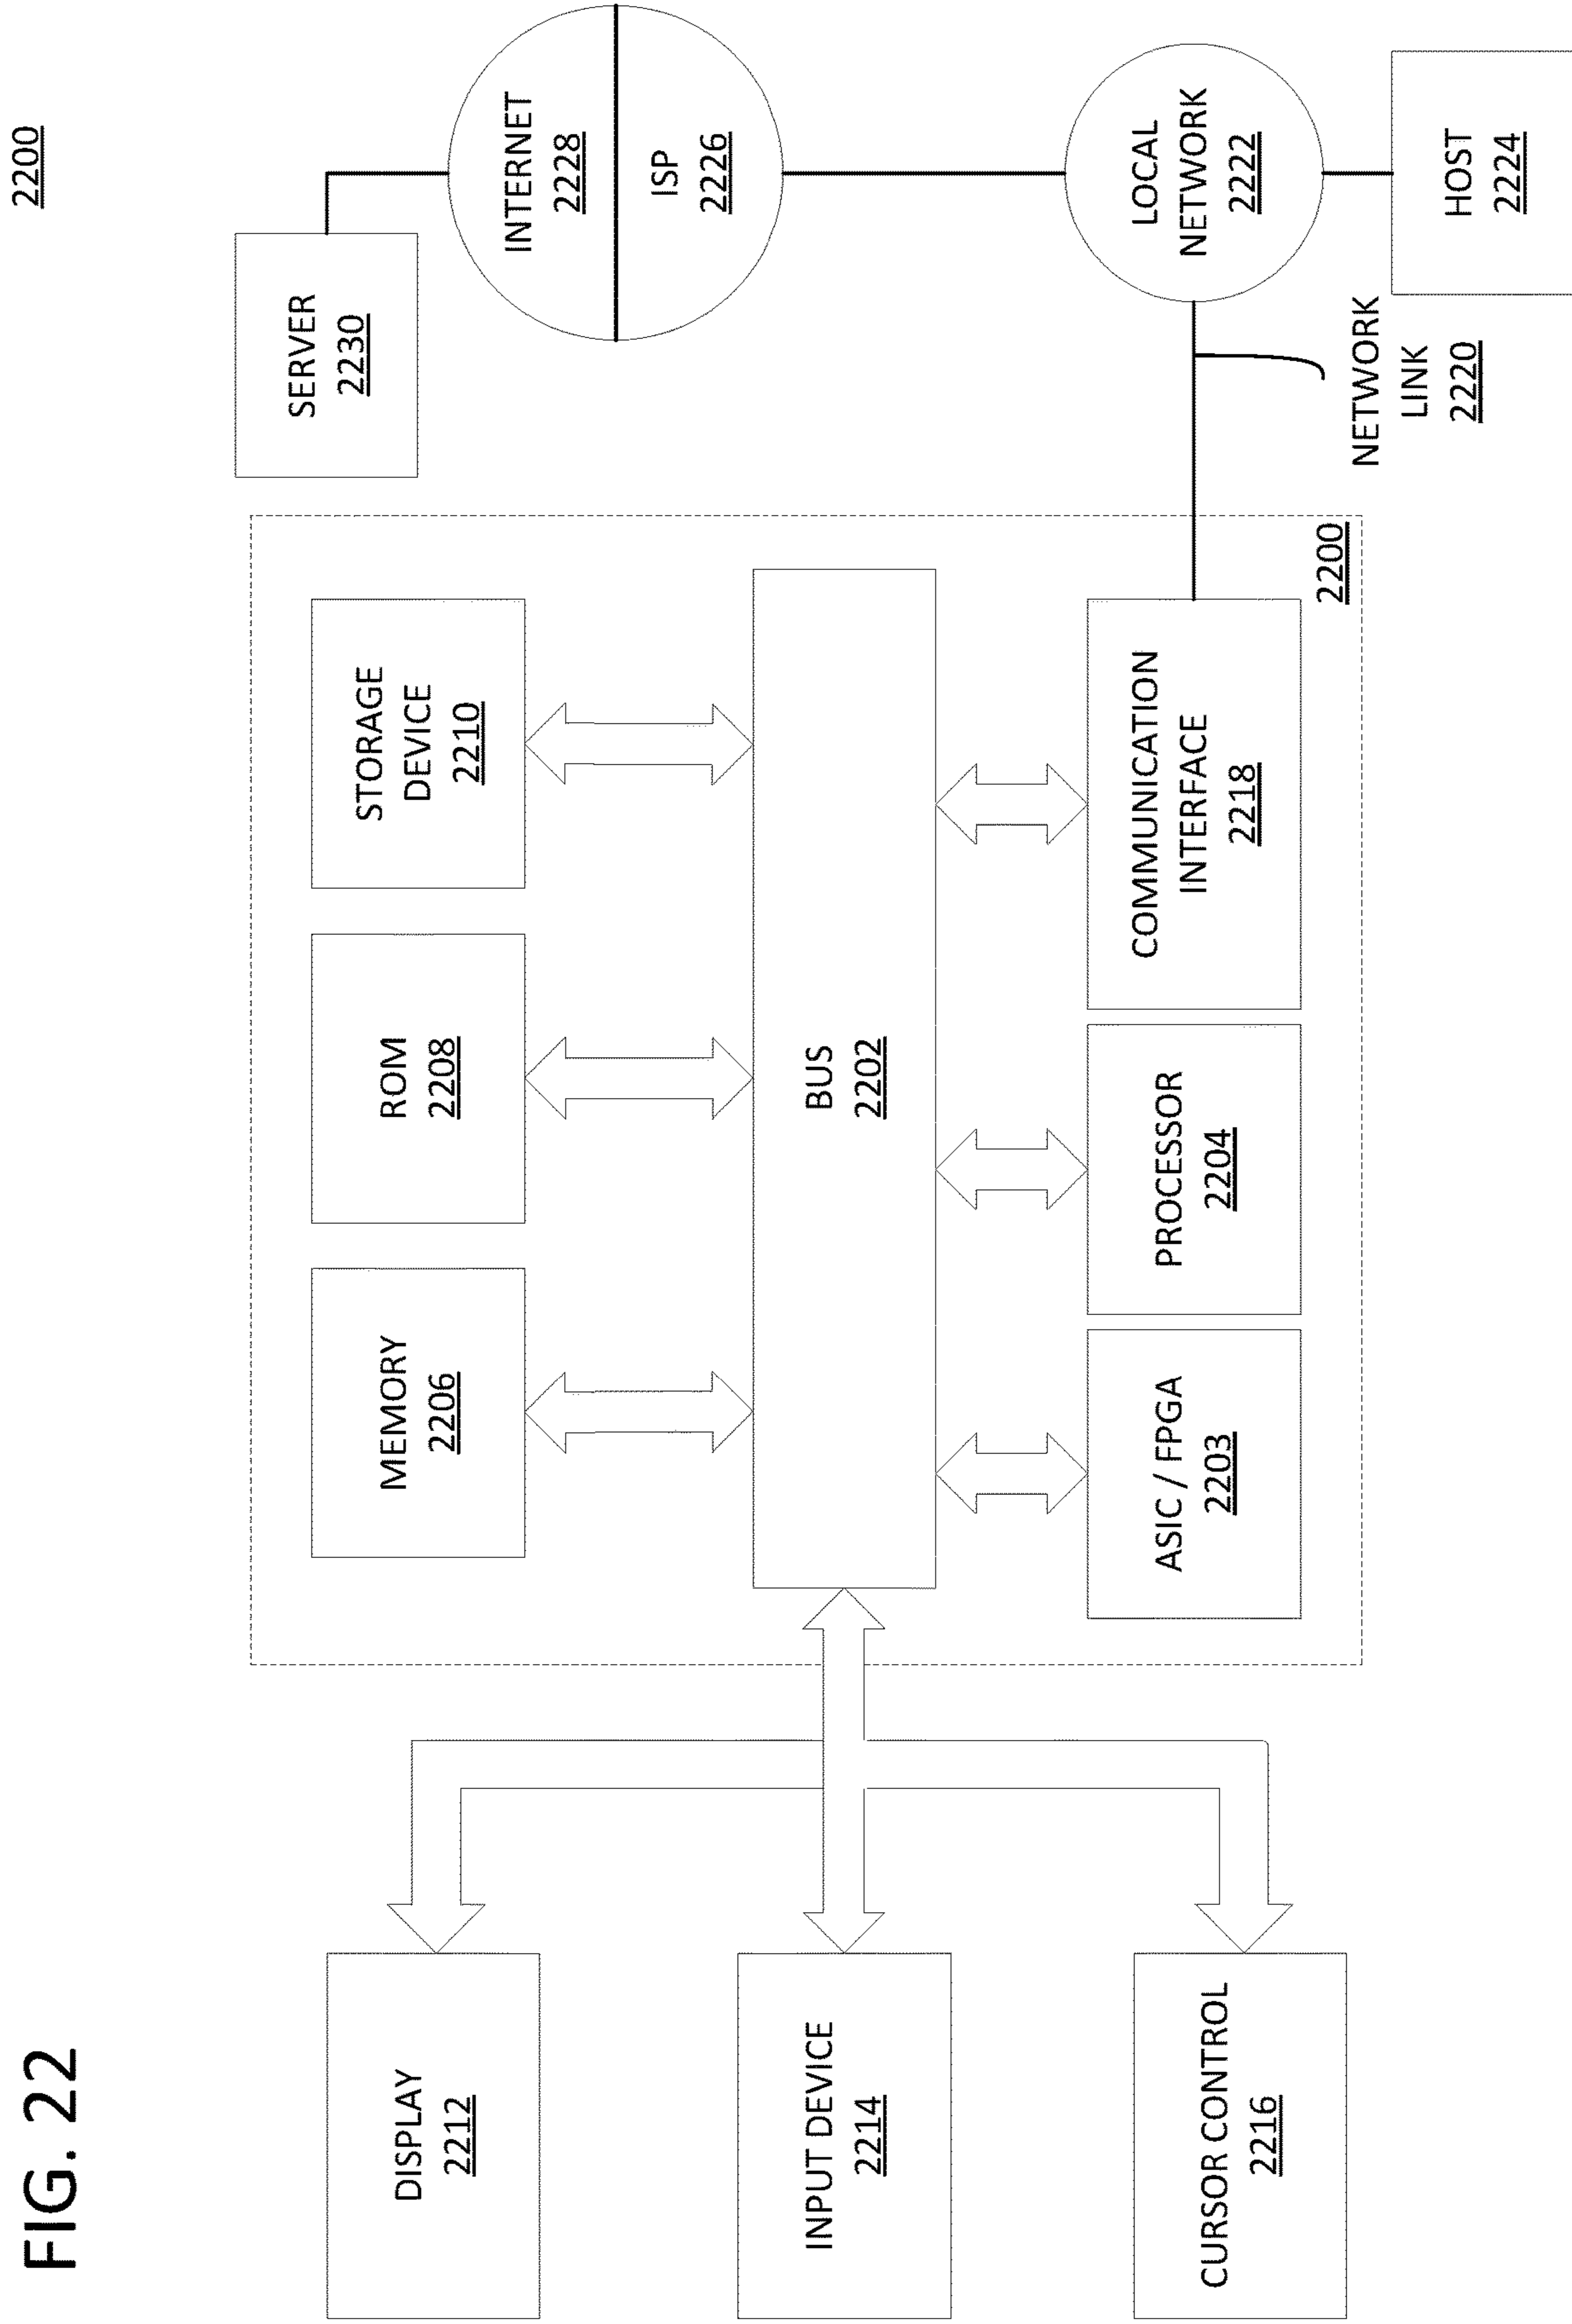 FIG. 22
2200
DISPLAY
2212
INPUT DEVICE
2214
CURSOR CONTROL
2216
MEMORY
2206
ROM
2208
STORAGE
DEVICE
2210
BUS
2202
ASIC / FPGA
2203
PROCESSOR
2204
COMMUNICATION
INTERFACE
2218
2200
SERVER
2230
INTERNET
2228
ISP
2226
LOCAL
NETWORK
2222
NETWORK
LINK
2220
HOST
2224